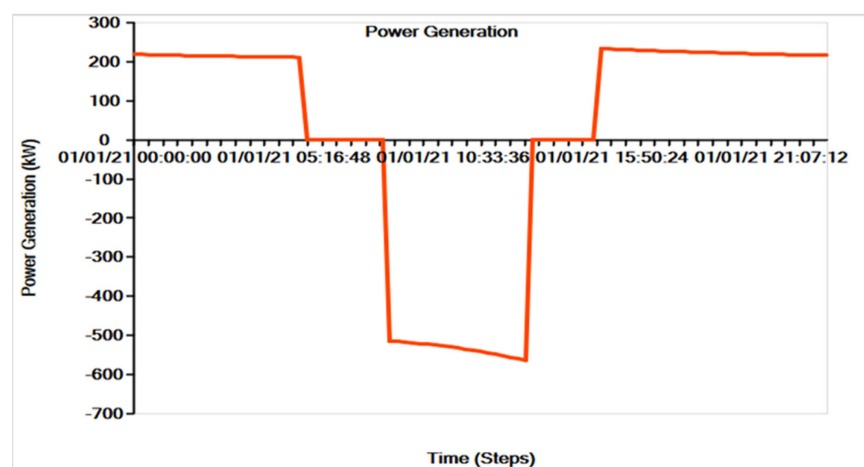 Power Generation
300
200
100
0
-100
-200
-300
-400
-500
-600
-700
Power Generation (kW)
01/01/21 00:00:00 01/01/21 05:16:48 01/01/21 10:33:36 01/01/21 15:50:24 01/01/21 21:07:12
Time (Steps)